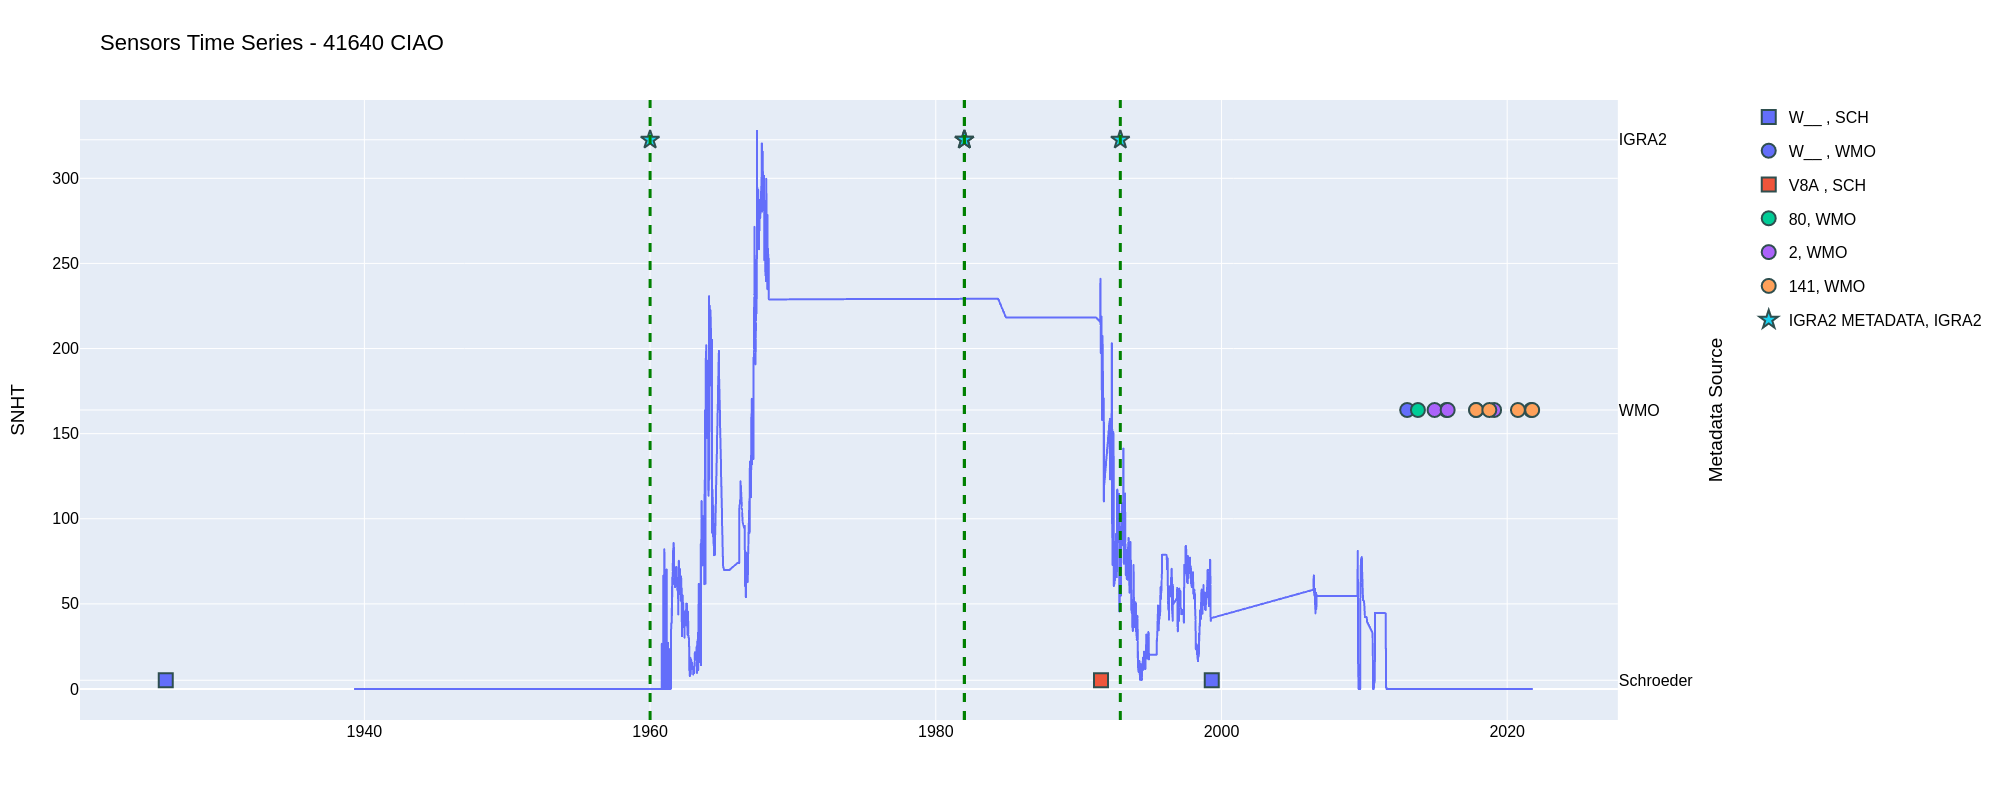 Sensors Time Series - 41640 CIAO
W__ , SCH
W__ , WMO
V8A , SCH
80, WMO
2, WMO
141, WMO
IGRA2 METADATA, IGRA2
SNHT
300
250
200
150
100
50
0
IGRA2
WMO
Schroeder
Metadata Source
1940
1960
1980
2000
2020